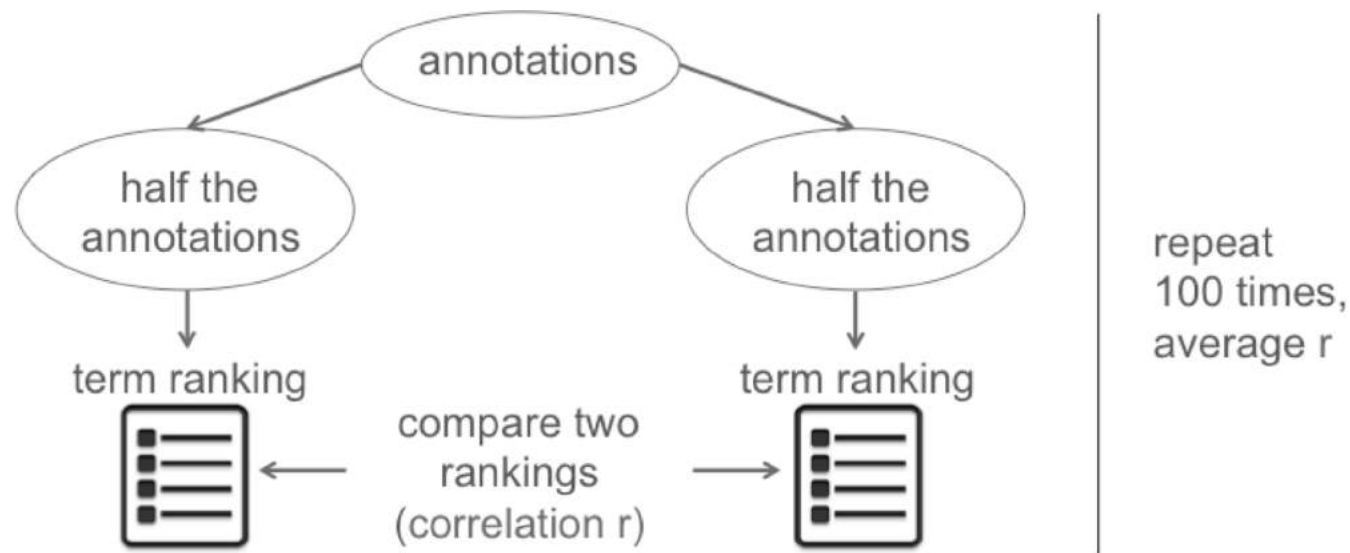 annotations
half the
annotations
half the
annotations
term ranking
term ranking
compare two
rankings
(correlation r)
repeat
100 times,
average r